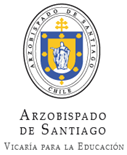 ARZOBISPADO DE SANTIAGO
CHILE
ARZOBISPADO
DE SANTIAGO
VICARÍA PARA LA EDUCACIÓN